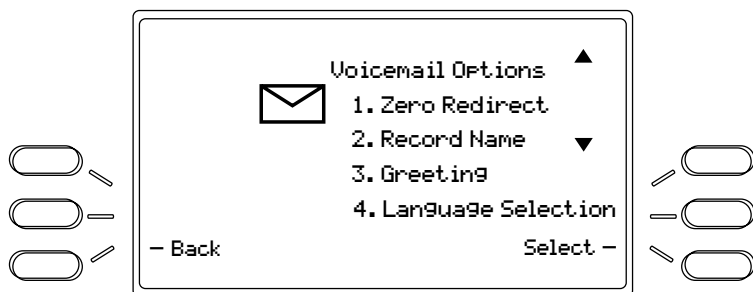 Voicemail Options ▲
1. Zero Redirect
2. Record Name ▼
3. Greeting
4. Language Selection
– Back Select –